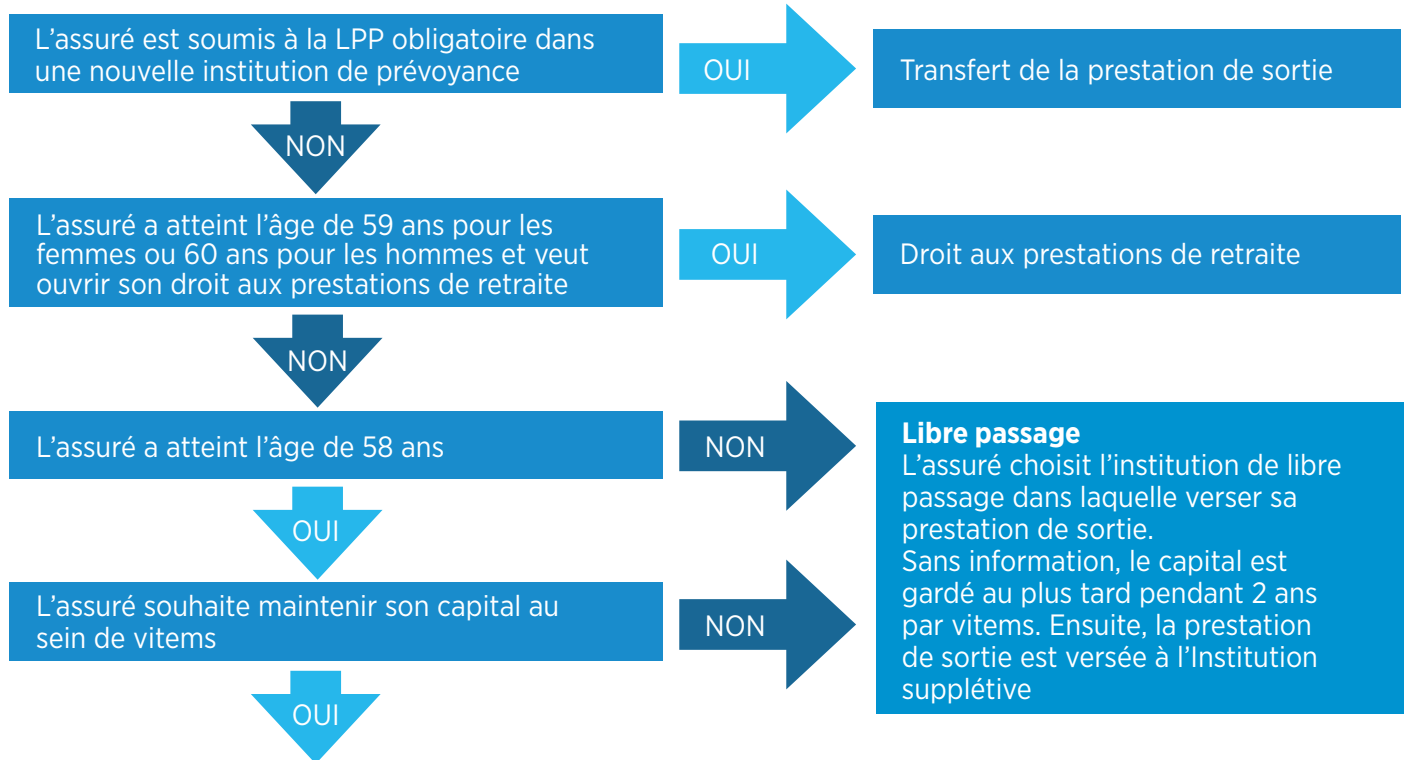 L’assuré est soumis à la LPP obligatoire dans
une nouvelle institution de prévoyance
OUI
Transfert de la prestation de sortie
NON
L’assuré a atteint l’âge de 59 ans pour les
femmes ou 60 ans pour les hommes et veut
ouvrir son droit aux prestations de retraite
OUI
Droit aux prestations de retraite
NON
L’assuré a atteint l’âge de 58 ans
NON
Libre passage
L’assuré choisit l’institution de libre
passage dans laquelle verser sa
prestation de sortie.
Sans information, le capital est
gardé au plus tard pendant 2 ans
par vitems. Ensuite, la prestation
de sortie est versée à l’Institution
supplétive
OUI
L’assuré souhaite maintenir son capital au
sein de vitems
NON
OUI